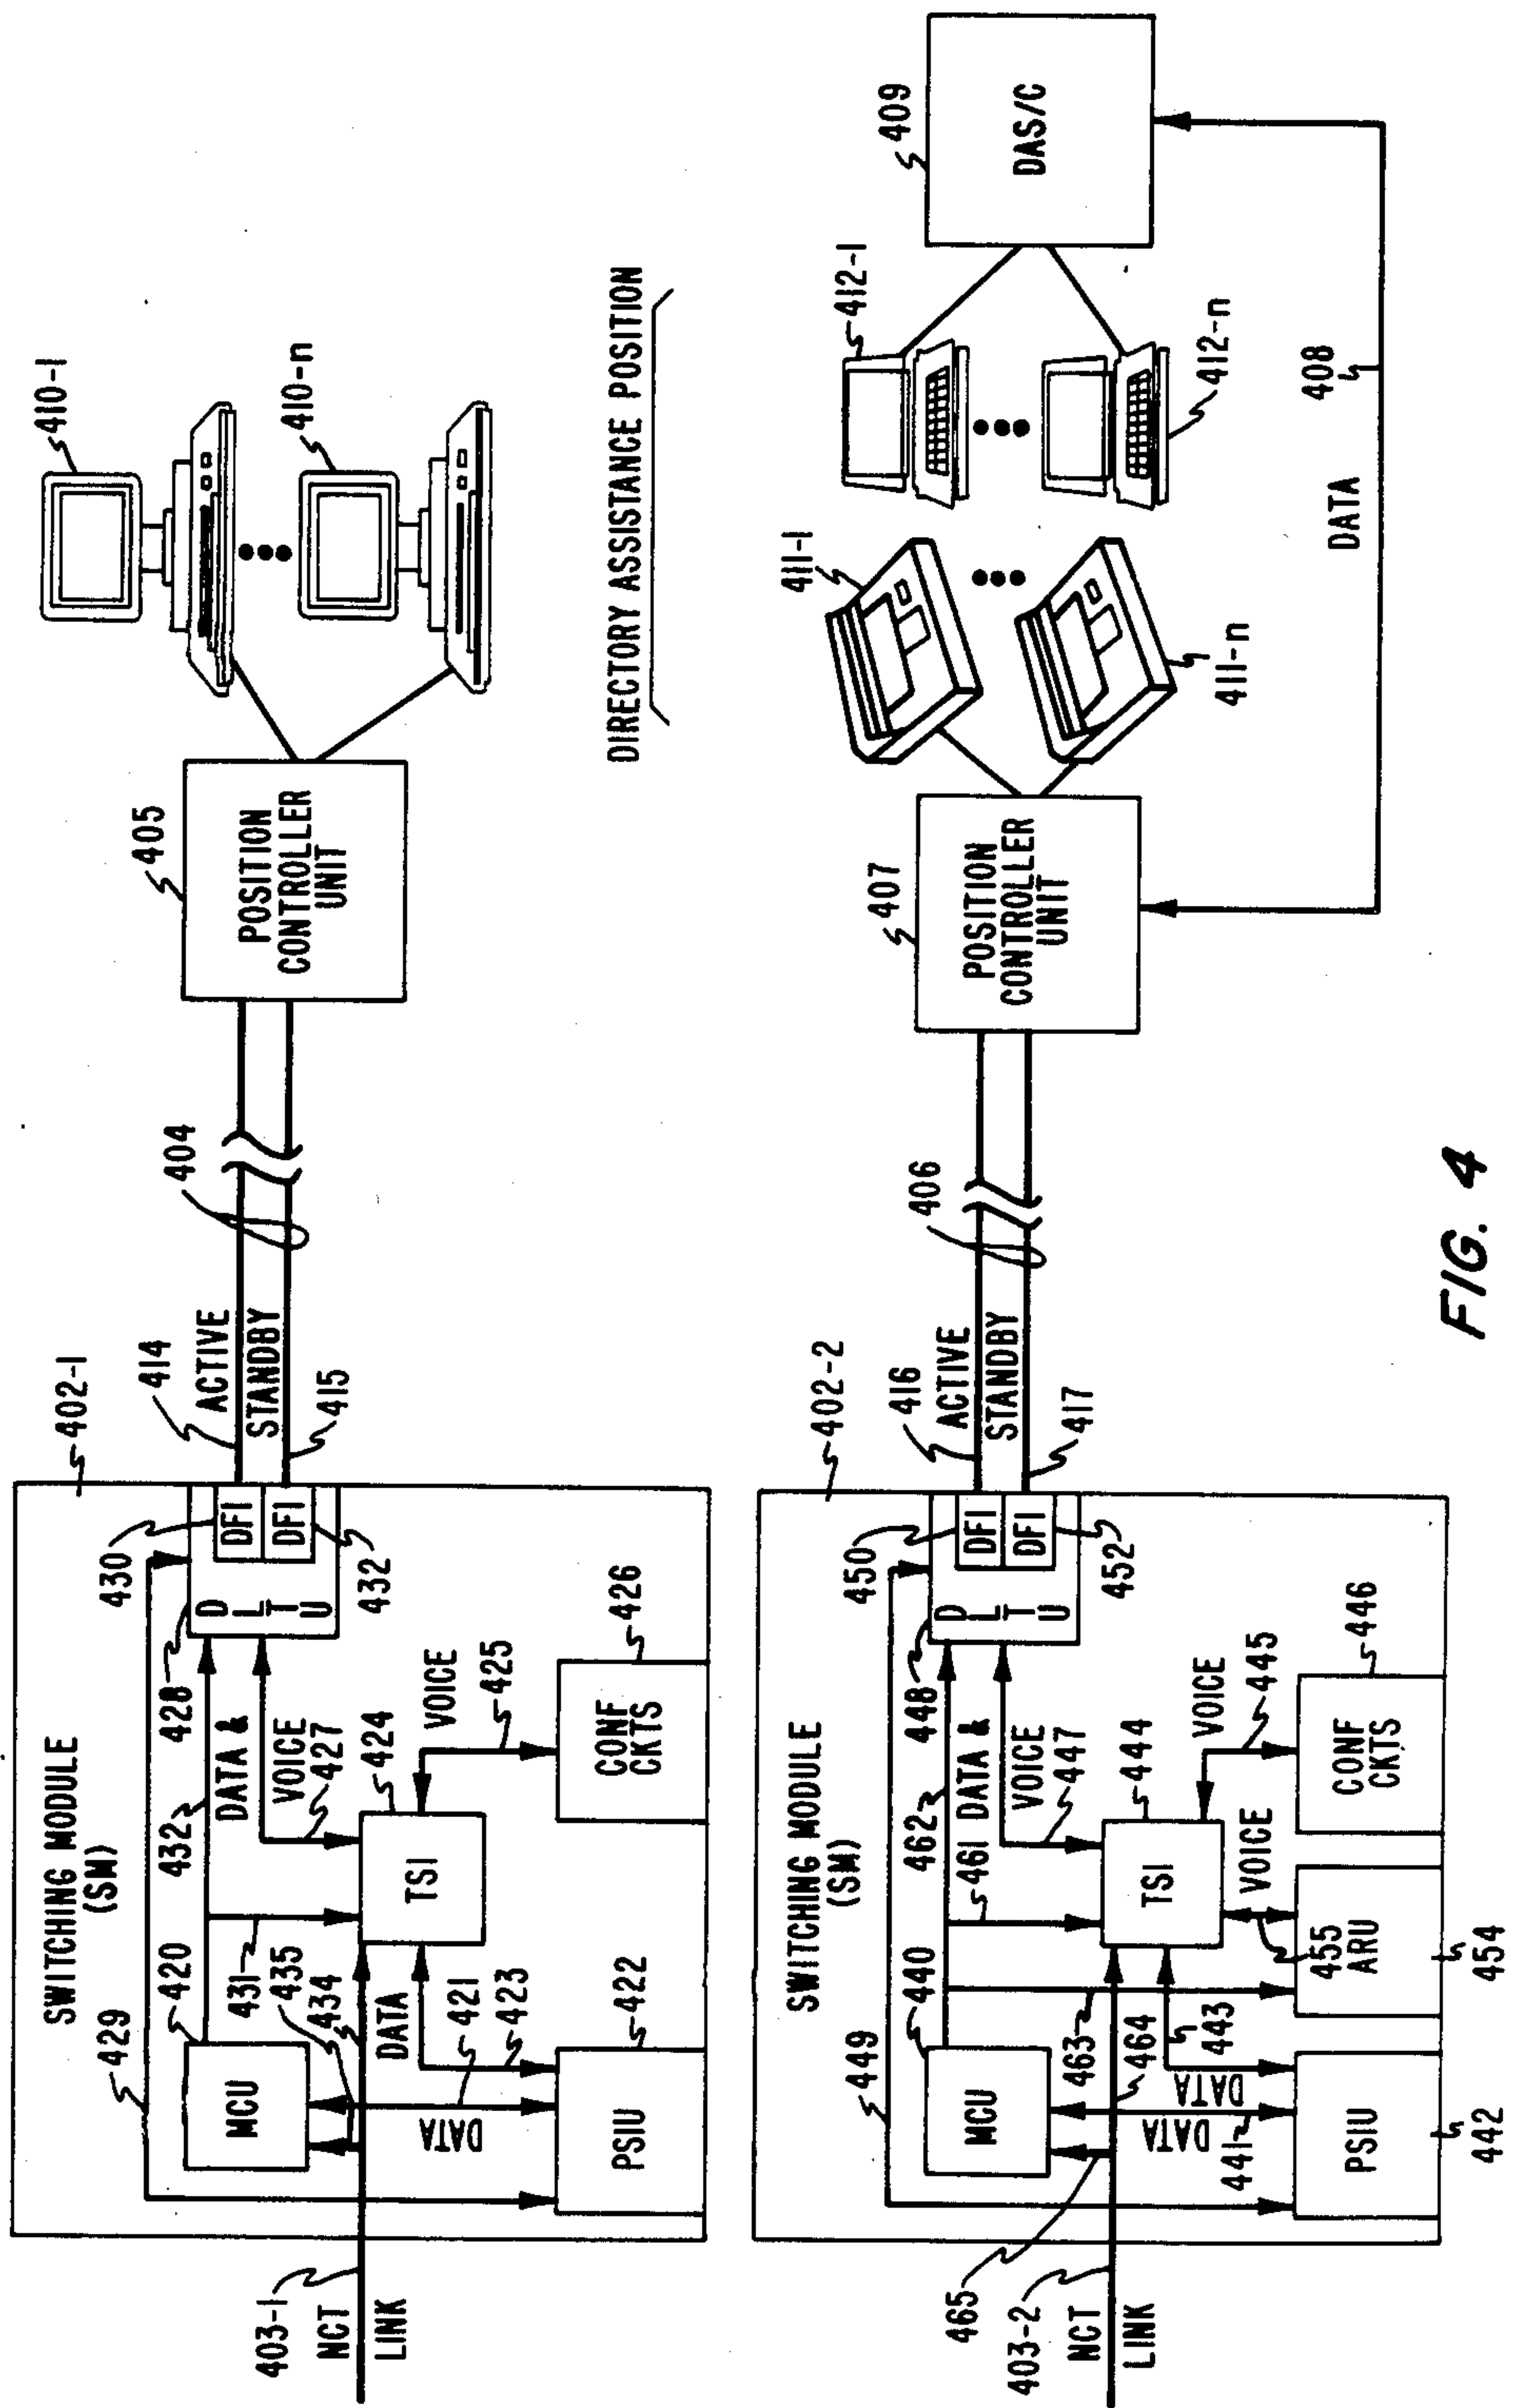 402-1
SWITCHING MODULE
(SM)
429
420
MCU
432
431
435
434
DATA &
VOICE
427
428
D
L
T
U
430
DFI
DFI
432
424
TSI
VOICE
425
426
CONF
CKTS
DATA
421
423
DATA
422
PSIU
403-1
NCT
LINK
414
ACTIVE
STANDBY
415
404
405
POSITION
CONTROLLER
UNIT
410-1
410-n
DIRECTORY ASSISTANCE POSITION
402-2
SWITCHING MODULE
(SM)
449
440
MCU
462
461
DATA &
VOICE
447
448
D
L
T
U
450
DFI
DFI
452
444
TSI
VOICE
445
446
CONF
CKTS
VOICE
455
ARU
454
463
464
443
DATA
DATA
441
PSIU
442
465
403-2
NCT
LINK
416
ACTIVE
STANDBY
417
406
407
POSITION
CONTROLLER
UNIT
411-1
411-n
412-1
412-n
409
DAS/C
408
DATA
FIG. 4